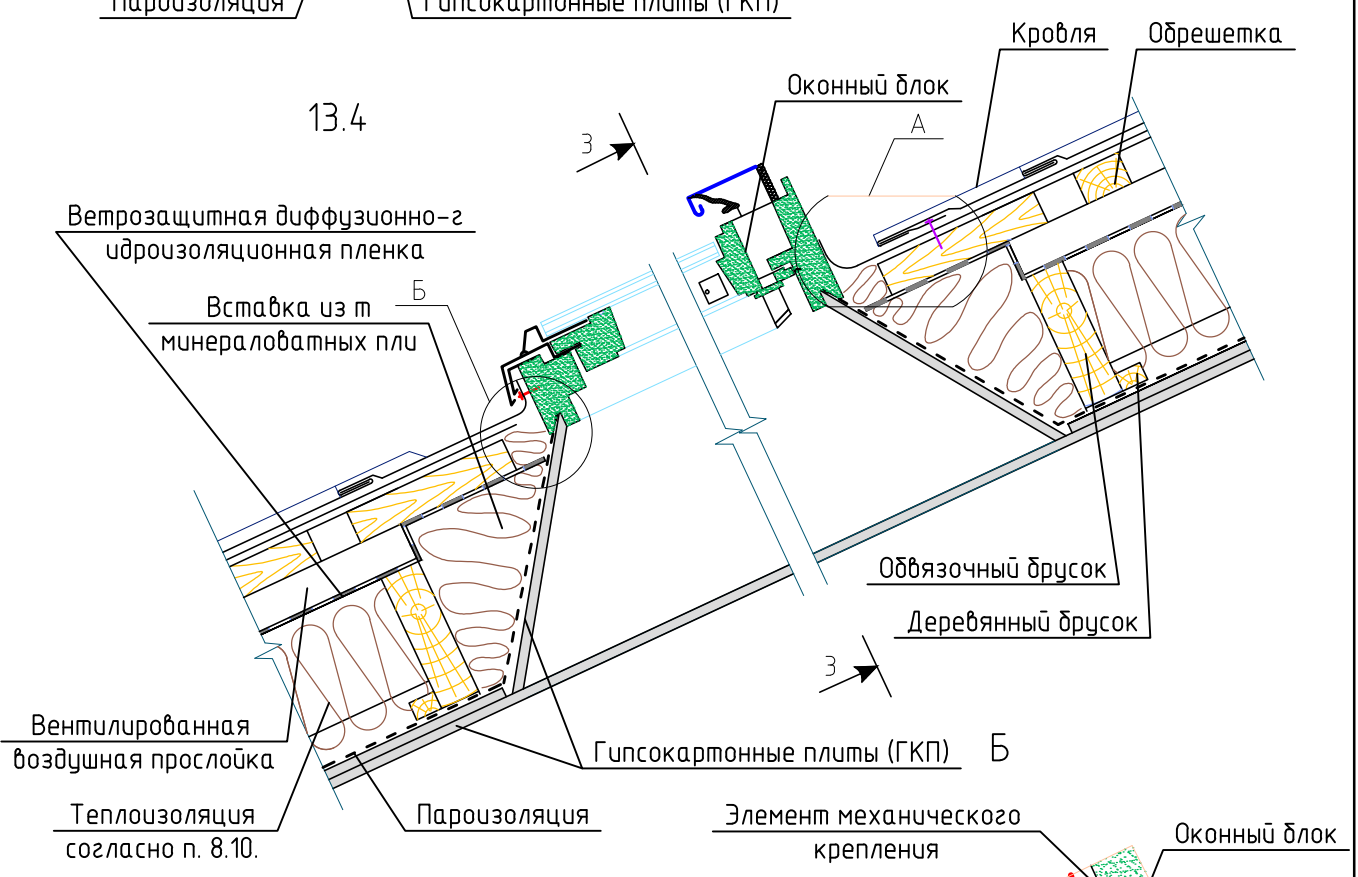 Пароизоляция
Гипсокартонные плиты (ГКП)
Кровля
Обрешетка
Оконный блок
13.4
3
А
Ветрозащитная диффузионно-г
идроизоляционная пленка
Б
Вставка из т
минераловатных пли
Обвязочный брусок
Деревянный брусок
3
Вентилированная
воздушная прослойка
Гипсокартонные плиты (ГКП)
Б
Теплоизоляция
согласно п. 8.10.
Пароизоляция
Элемент механического
крепления
Оконный блок